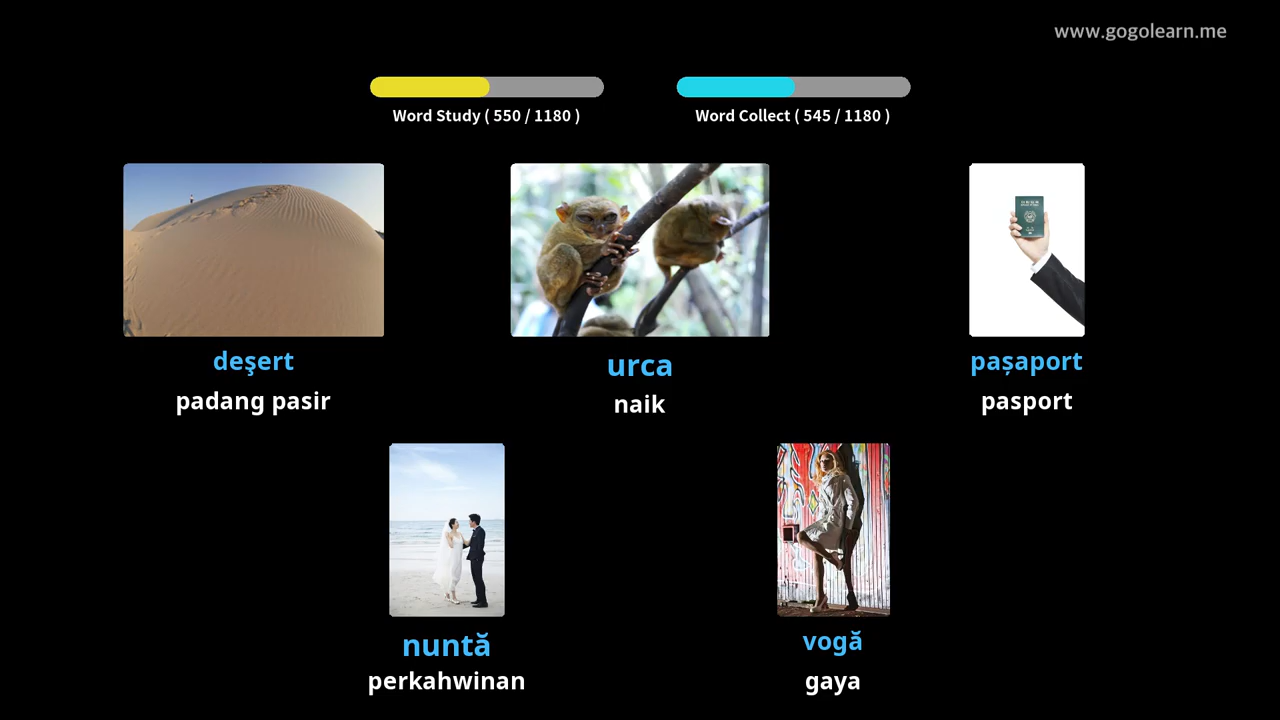 www.gogolearn.me
Word Study ( 550 / 1180 )
Word Collect ( 545 / 1180 )
deşert
urca
pașaport
padang pasir
naik
pasport
nuntă
vogă
perkahwinan
gaya